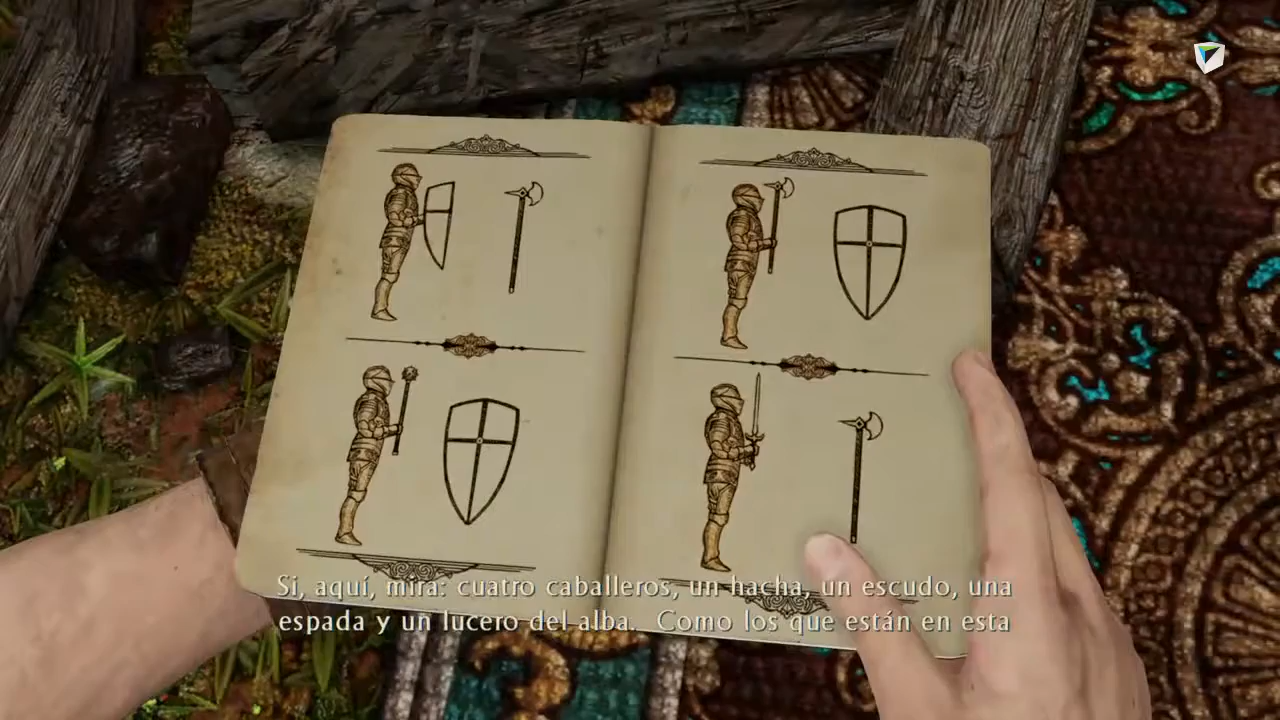 Si, aquí, mira: cuatro caballeros, un hacha, un escudo, una
espada y un lucero del alba. Como los que están en esta